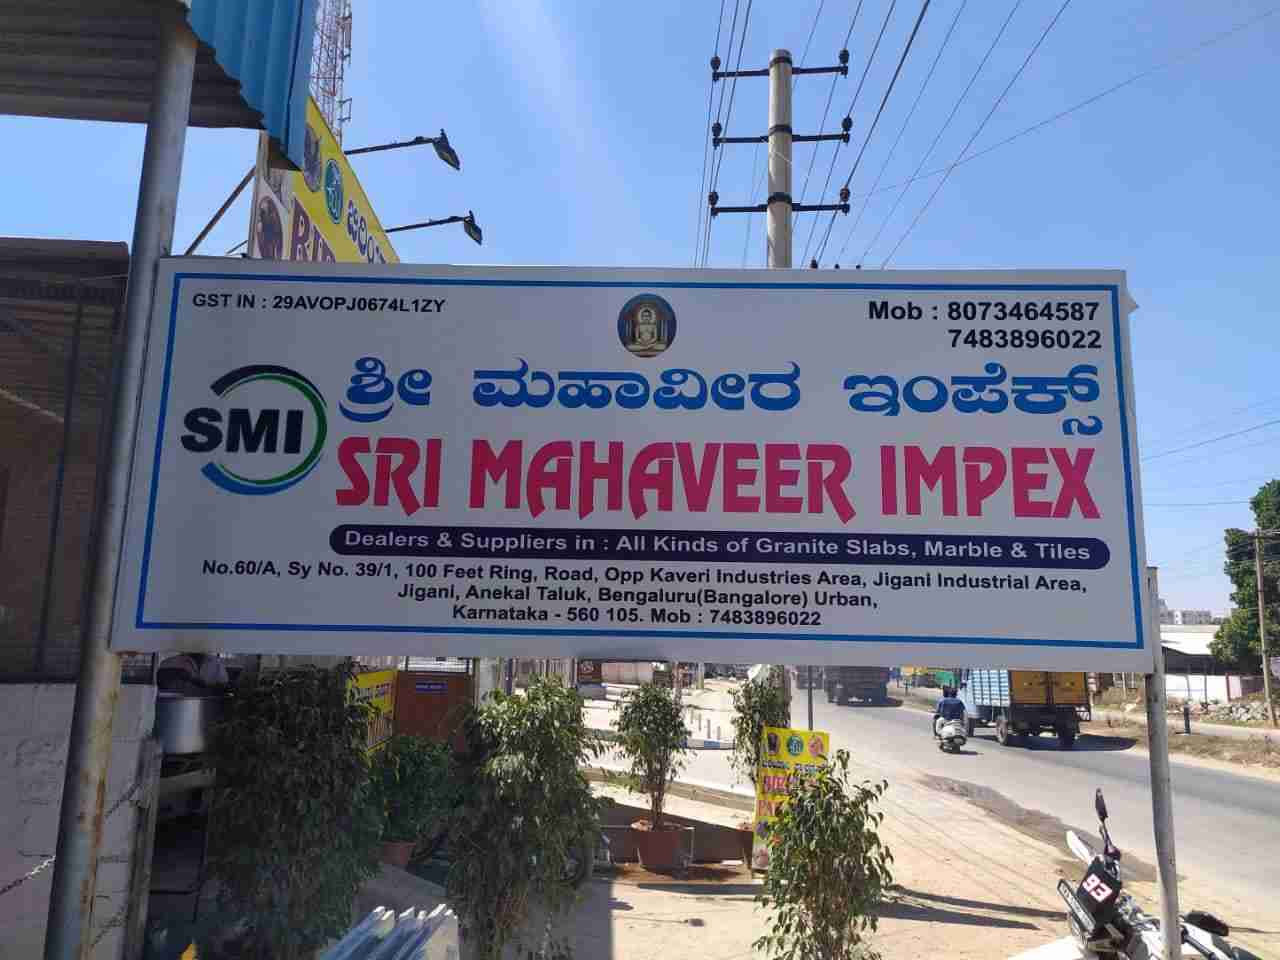 GST IN : 29AVOPJ0674L1ZY
Mob : 8073464587
7483896022
SMI
ಶ್ರೀ ಮಹಾವೀರ ಇಂಪೆಕ್ಸ್
SRI MAHAVEER IMPEX
Dealers & Suppliers in : All Kinds of Granite Slabs, Marble & Tiles
No.60/A, Sy No. 39/1, 100 Feet Ring, Road, Opp Kaveri Industries Area, Jigani Industrial Area,
Jigani, Anekal Taluk, Bengaluru(Bangalore) Urban,
Karnataka - 560 105. Mob : 7483896022
93